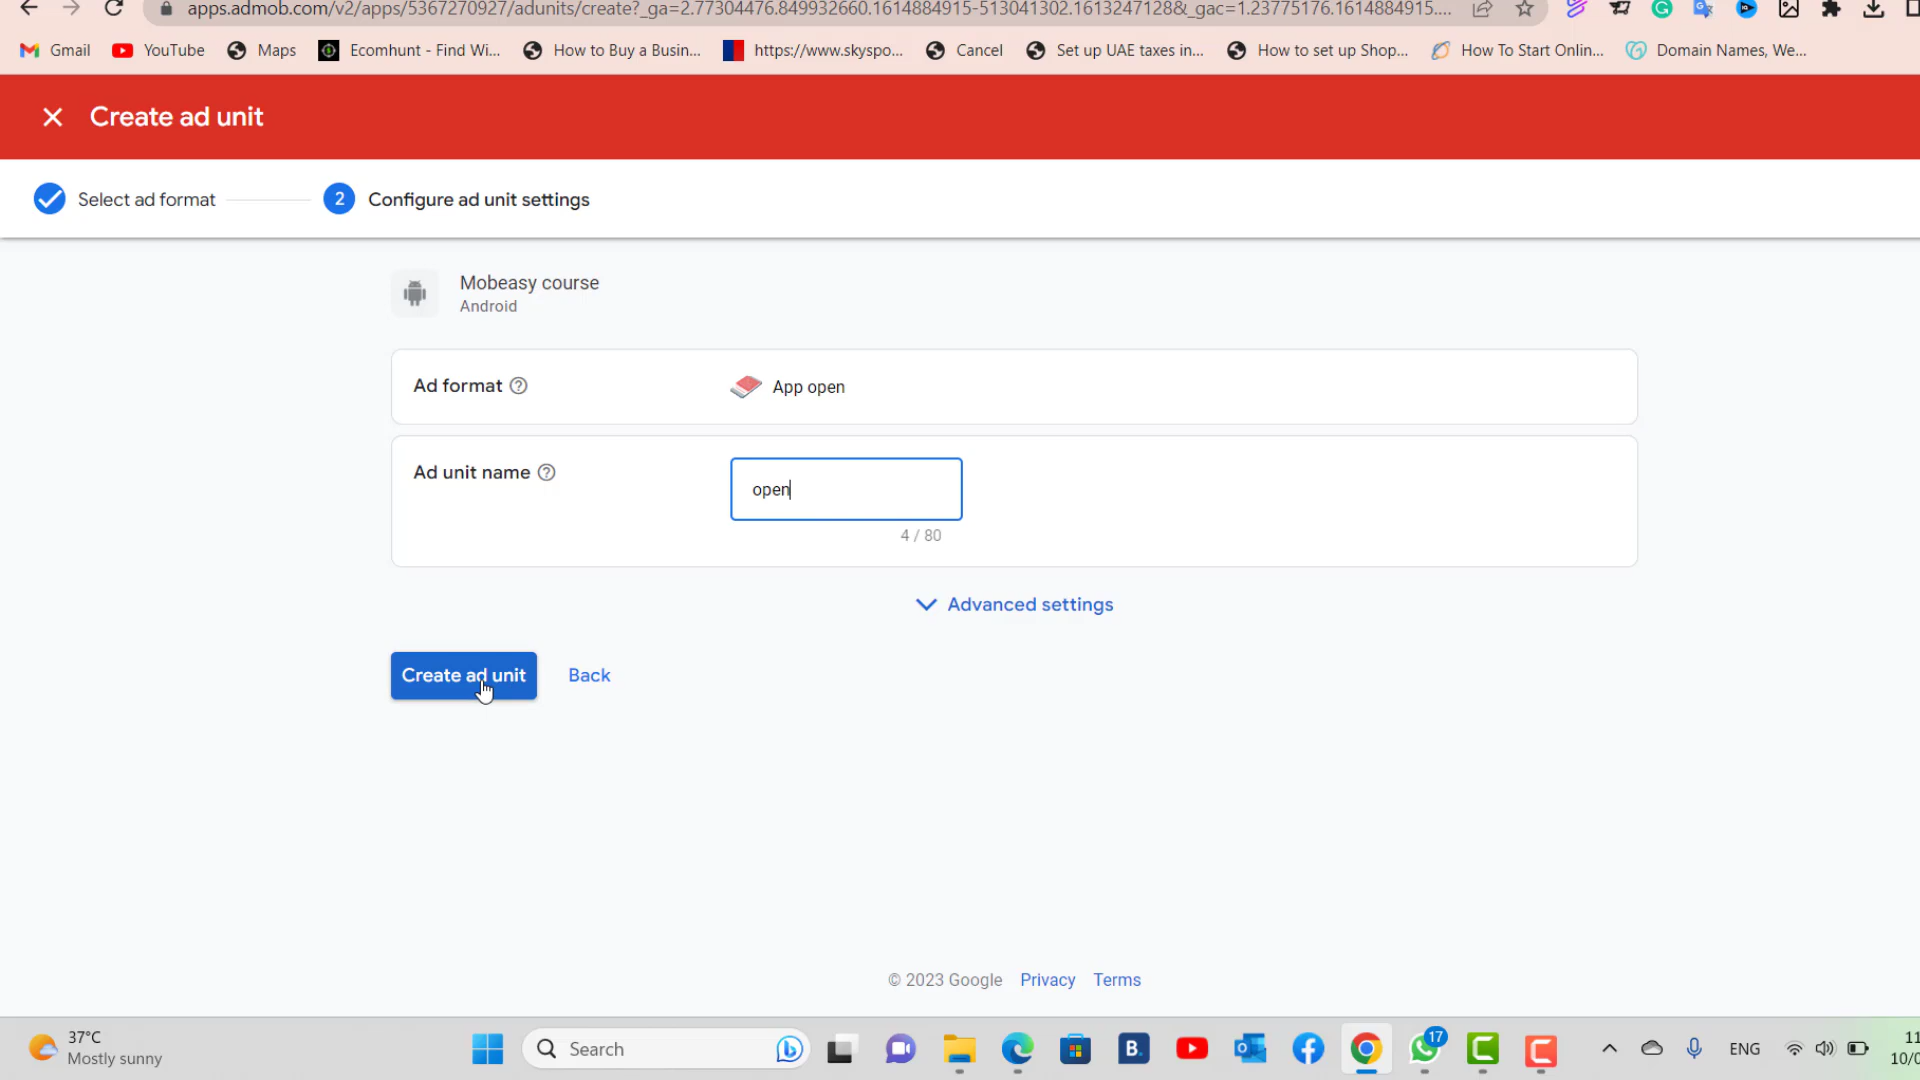 apps.admob.com/v2/apps/5367270927/adunits/create?_ga=2.77304476.849932660.1614884915-513041302.1613247128&_gac=1.23775176.1614884915....
Gmail YouTube Maps Ecomhunt - Find Wi... How to Buy a Busin... https://www.skyspo... Cancel Set up UAE taxes in... How to set up Shop... How To Start Onlin... Domain Names, We...
Create ad unit
Select ad format 2 Configure ad unit settings
Mobeasy course
Android
Ad format App open
Ad unit name open
4 / 80
Advanced settings
Create ad unit Back
© 2023 Google Privacy Terms
37°C
Mostly sunny
Search
B.
17
ENG
11
10/0